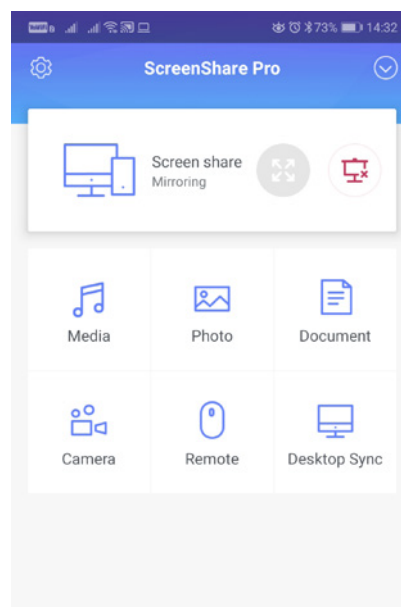 73% 14:32
ScreenShare Pro
Screen share
Mirroring
Media Photo Document
Camera Remote Desktop Sync